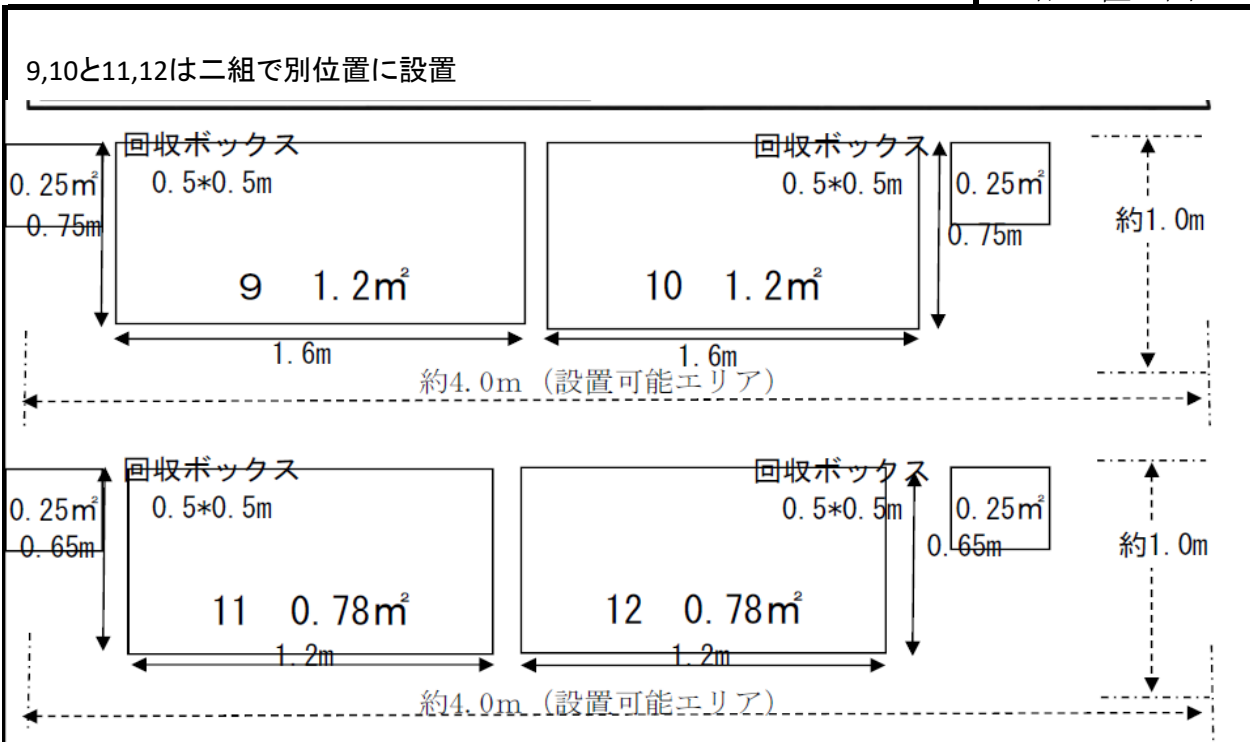 9,10と11,12は二組で別位置に設置
回収ボックス 回収ボックス
0.25㎡ 0.5*0.5m 0.5*0.5m 0.25㎡
0.75m 0.75m 約1.0m
9 1.2㎡ 10 1.2㎡
1.6m 1.6m
約4.0m (設置可能エリア)
回収ボックス 回収ボックス
0.25㎡ 0.5*0.5m 0.5*0.5m 0.25㎡
0.65m 0.65m 約1.0m
11 0.78㎡ 12 0.78㎡
1.2m 1.2m
約4.0m (設置可能エリア)